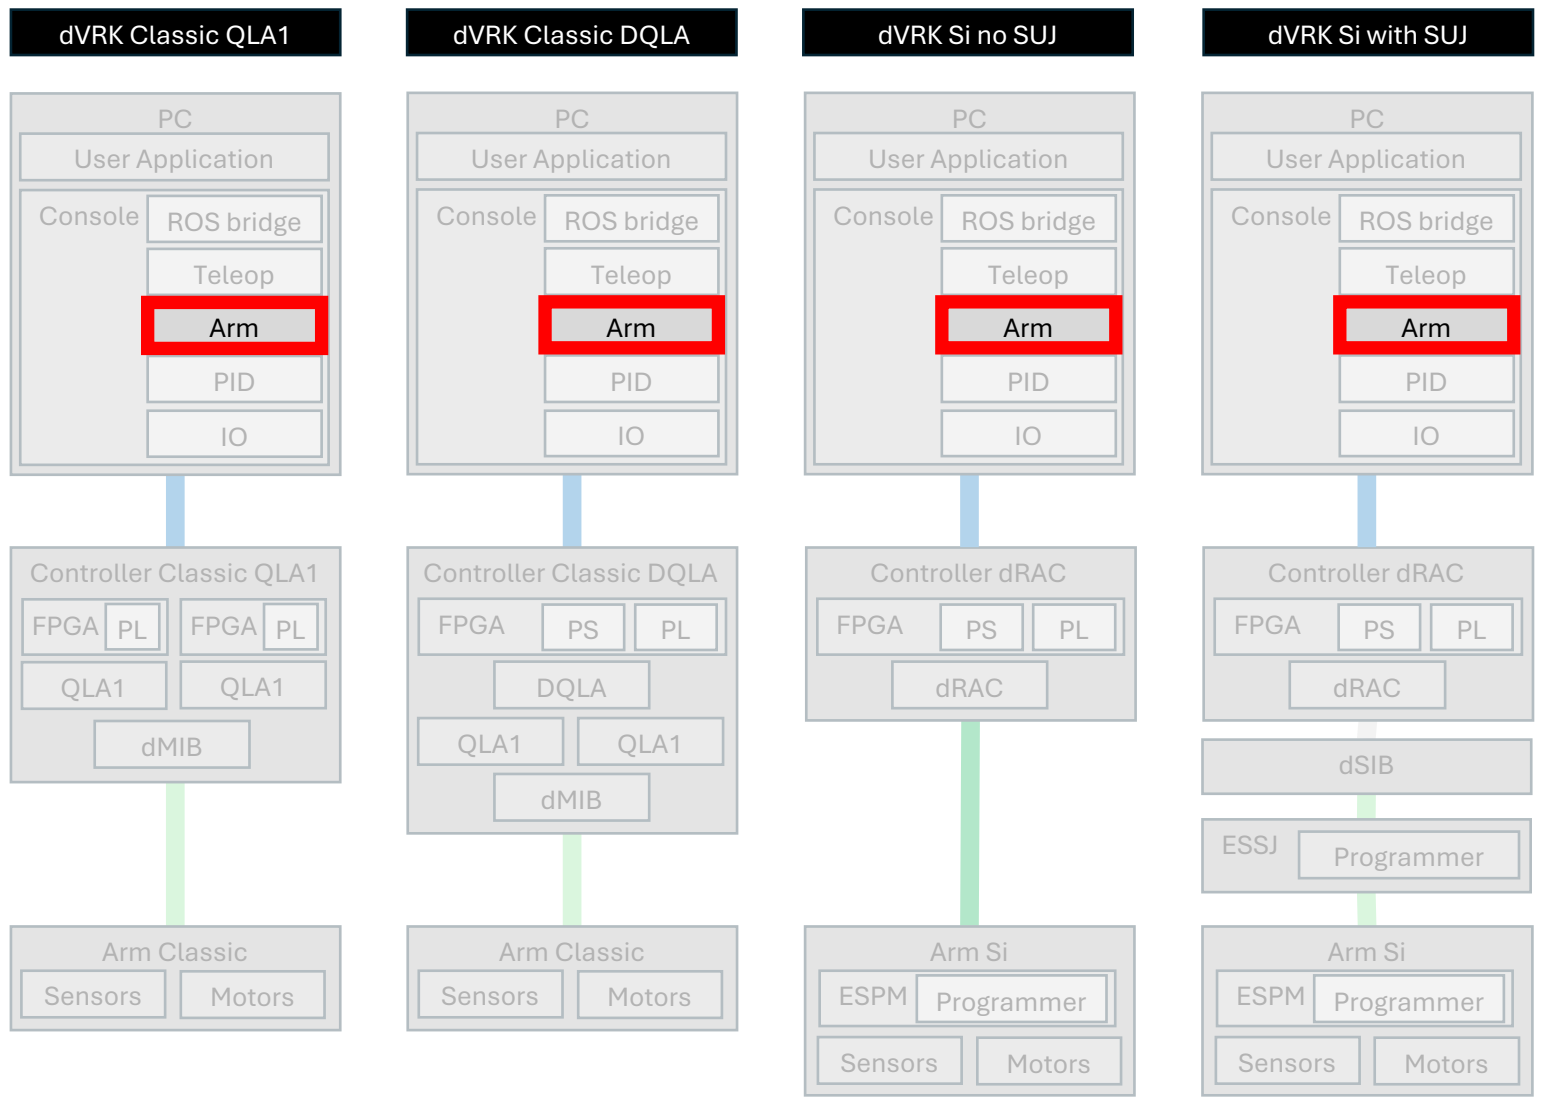 dVRK Classic QLA1
PC
User Application
Console
ROS bridge
Teleop
Arm
PID
IO
Controller Classic QLA1
FPGA
PL
FPGA
PL
QLA1
QLA1
dMIB
Arm Classic
Sensors
Motors
dVRK Classic DQLA
PC
User Application
Console
ROS bridge
Teleop
Arm
PID
IO
Controller Classic DQLA
FPGA
PS
PL
DQLA
QLA1
QLA1
dMIB
Arm Classic
Sensors
Motors
dVRK Si no SUJ
PC
User Application
Console
ROS bridge
Teleop
Arm
PID
IO
Controller dRAC
FPGA
PS
PL
dRAC
Arm Si
ESPM
Programmer
Sensors
Motors
dVRK Si with SUJ
PC
User Application
Console
ROS bridge
Teleop
Arm
PID
IO
Controller dRAC
FPGA
PS
PL
dRAC
dSIB
ESSJ
Programmer
Arm Si
ESPM
Programmer
Sensors
Motors